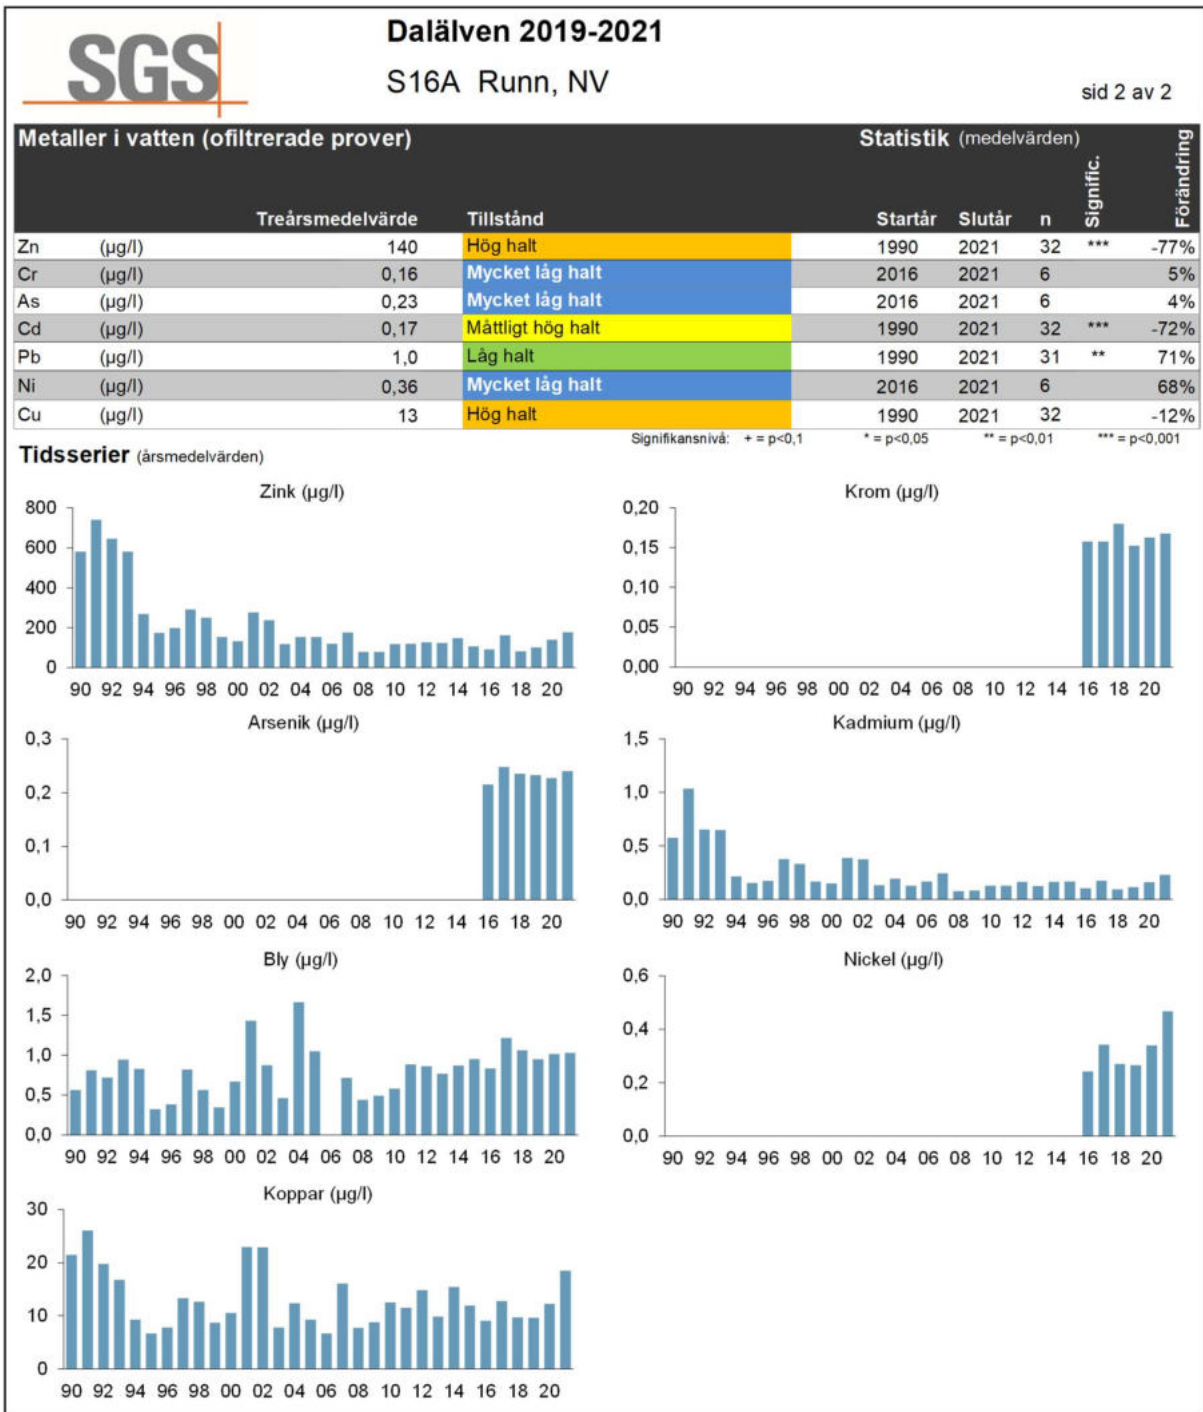 SGS
Dalälven 2019-2021
S16A Runn, NV
sid 2 av 2
Metaller i vatten (ofiltrerade prover) Statistik (medelvärden)
Treårsmedelvärde Tillstånd Startår Slutår n Signific. Förändring
Zn (µg/l) 140 Hög halt 1990 2021 32 *** -77%
Cr (µg/l) 0,16 Mycket låg halt 2016 2021 6 5%
As (µg/l) 0,23 Mycket låg halt 2016 2021 6 4%
Cd (µg/l) 0,17 Måttligt hög halt 1990 2021 32 *** -72%
Pb (µg/l) 1,0 Låg halt 1990 2021 31 ** 71%
Ni (µg/l) 0,36 Mycket låg halt 2016 2021 6 68%
Cu (µg/l) 13 Hög halt 1990 2021 32 -12%
Signifikansnivå: + = p<0,1 * = p<0,05 ** = p<0,01 *** = p<0,001
Tidsserier (årsmedelvärden)
Zink (µg/l)
800
600
400
200
0
90 92 94 96 98 00 02 04 06 08 10 12 14 16 18 20
Krom (µg/l)
0,20
0,15
0,10
0,05
0,00
90 92 94 96 98 00 02 04 06 08 10 12 14 16 18 20
Arsenik (µg/l)
0,3
0,2
0,1
0,0
90 92 94 96 98 00 02 04 06 08 10 12 14 16 18 20
Kadmium (µg/l)
1,5
1,0
0,5
0,0
90 92 94 96 98 00 02 04 06 08 10 12 14 16 18 20
Bly (µg/l)
2,0
1,5
1,0
0,5
0,0
90 92 94 96 98 00 02 04 06 08 10 12 14 16 18 20
Nickel (µg/l)
0,6
0,4
0,2
0,0
90 92 94 96 98 00 02 04 06 08 10 12 14 16 18 20
Koppar (µg/l)
30
20
10
0
90 92 94 96 98 00 02 04 06 08 10 12 14 16 18 20